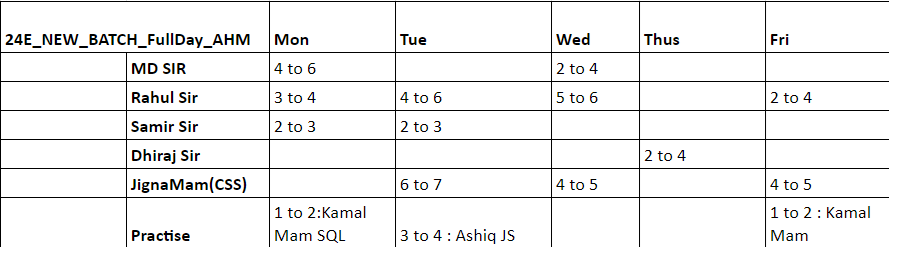 24E_NEW_BATCH_FullDay_AHM Mon Tue Wed Thus Fri
MD SIR 4 to 6 2 to 4
Rahul Sir 3 to 4 4 to 6 5 to 6 2 to 4
Samir Sir 2 to 3 2 to 3
Dhiraj Sir 2 to 4
JignaMam(CSS) 6 to 7 4 to 5 4 to 5
1 to 2:Kamal 1 to 2 : Kamal
Practise Mam SQL 3 to 4 : Ashiq JS Mam